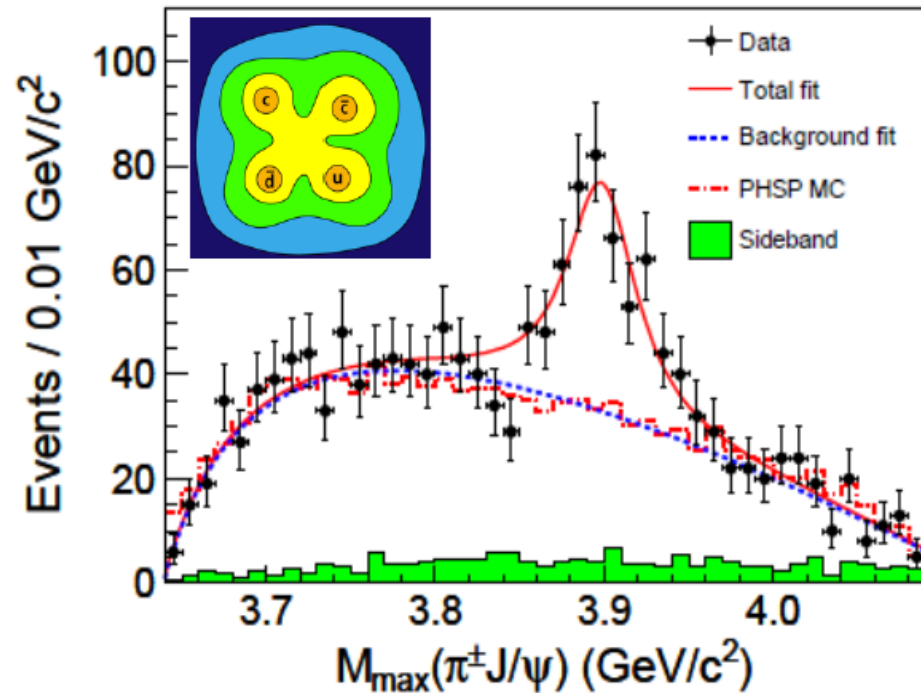 Events / 0.01 GeV/c²
100
80
60
40
20
0
c
c̄
d̄
u
Data
Total fit
Background fit
PHSP MC
Sideband
3.7 3.8 3.9 4.0
M_max(π±J/ψ) (GeV/c²)